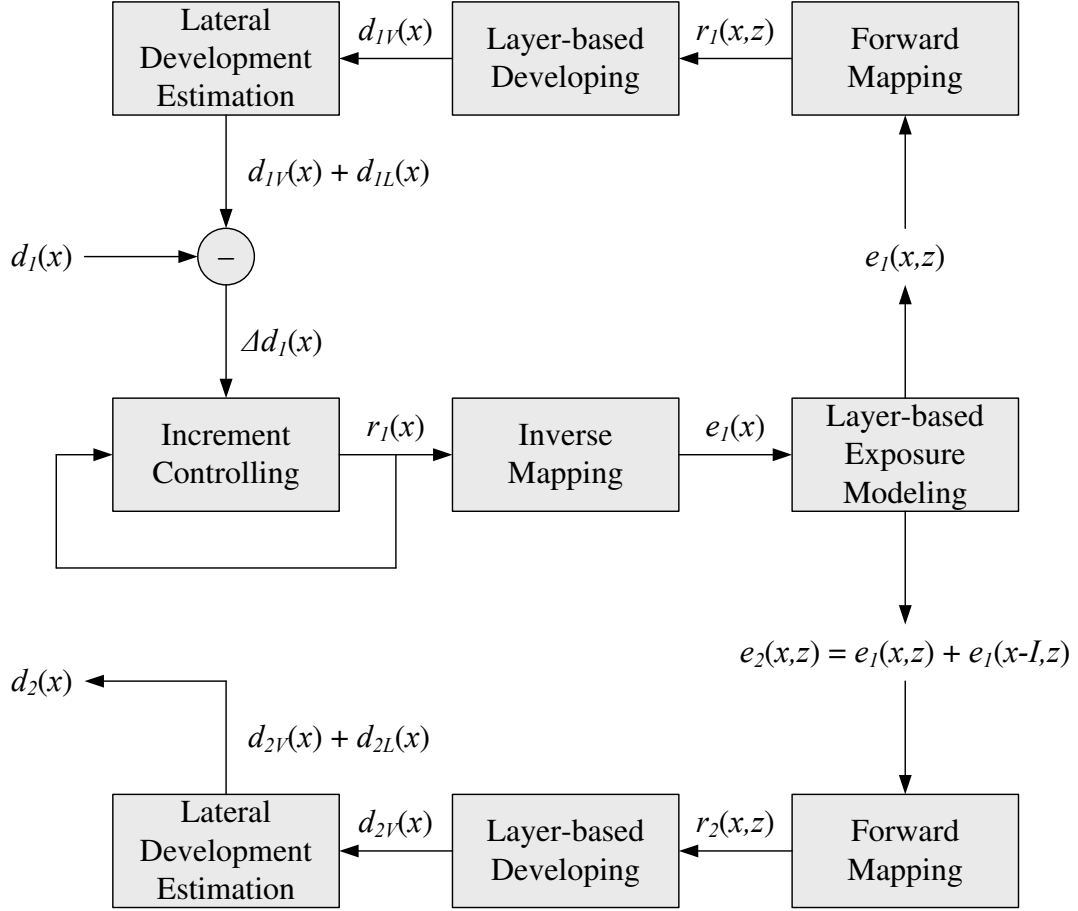 Lateral
Development
Estimation
d1V(x)
Layer-based
Developing
r1(x,z)
Forward
Mapping
d1V(x) + d1L(x)
d1(x)
−
e1(x,z)
Δd1(x)
Increment
Controlling
r1(x)
Inverse
Mapping
e1(x)
Layer-based
Exposure
Modeling
e2(x,z) = e1(x,z) + e1(x-I,z)
d2(x)
d2V(x) + d2L(x)
Lateral
Development
Estimation
d2V(x)
Layer-based
Developing
r2(x,z)
Forward
Mapping